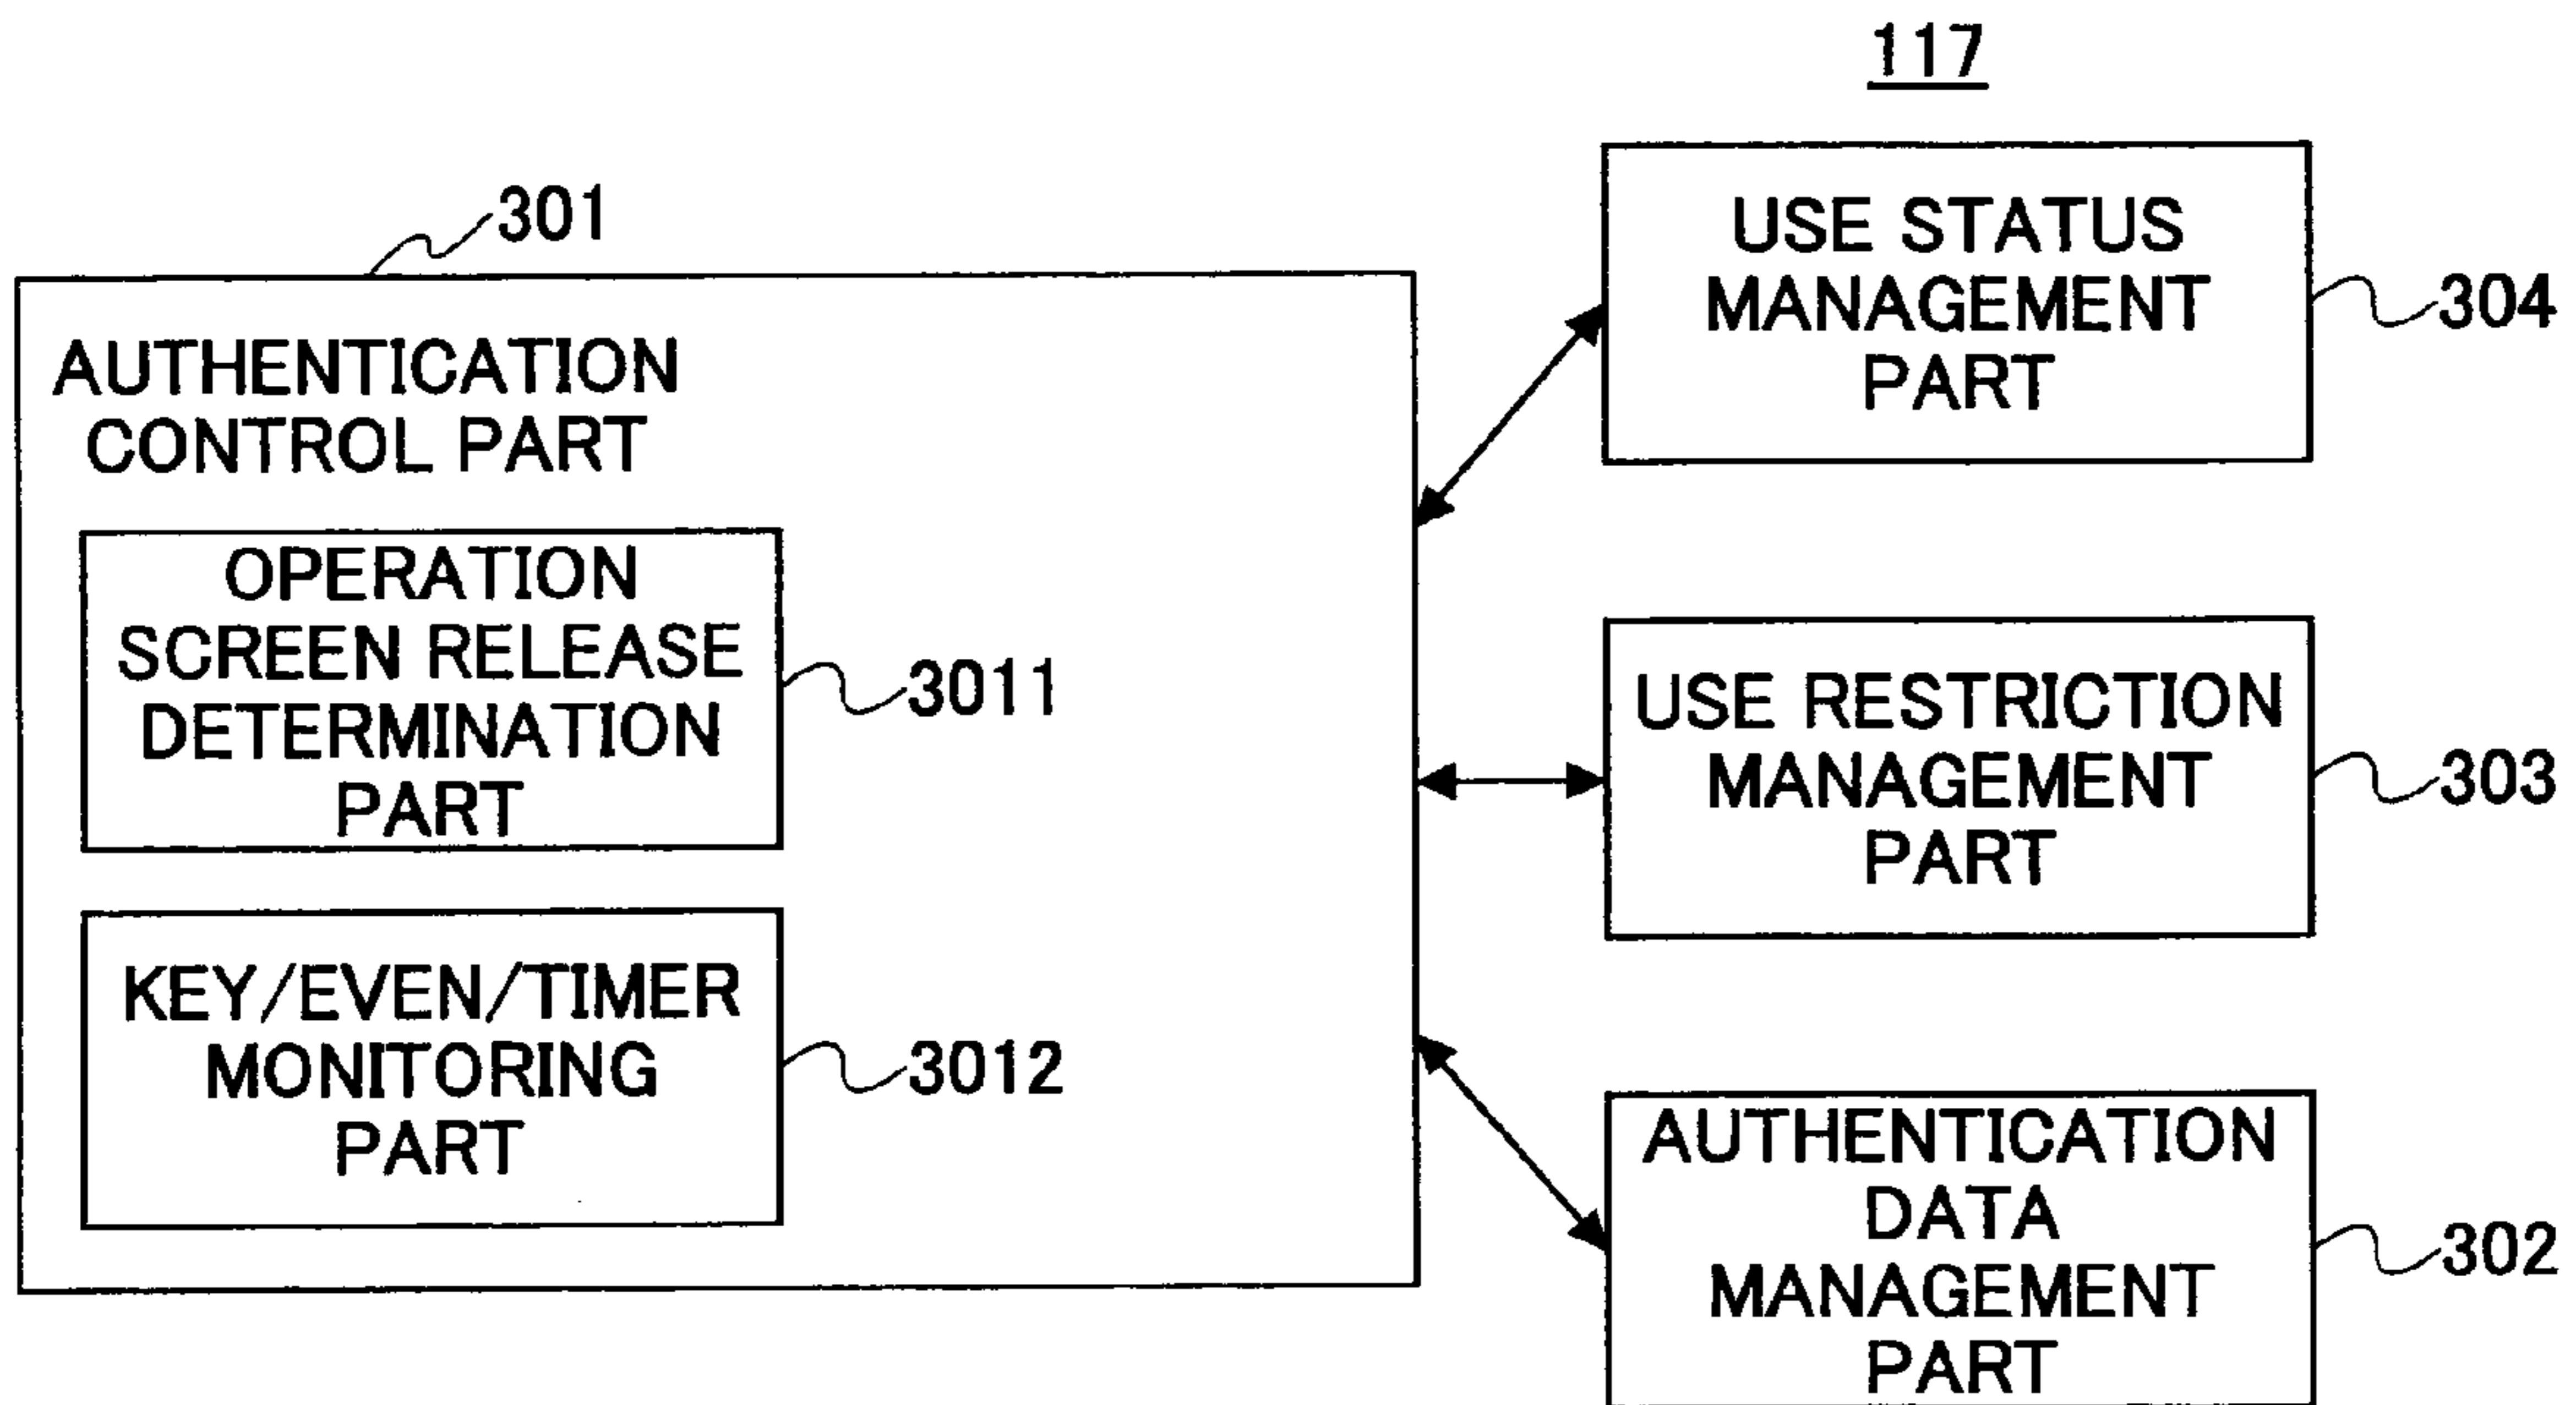 117
301
AUTHENTICATION
CONTROL PART
OPERATION
SCREEN RELEASE
DETERMINATION
PART
3011
KEY/EVEN/TIMER
MONITORING
PART
3012
USE STATUS
MANAGEMENT
PART
304
USE RESTRICTION
MANAGEMENT
PART
303
AUTHENTICATION
DATA
MANAGEMENT
PART
302